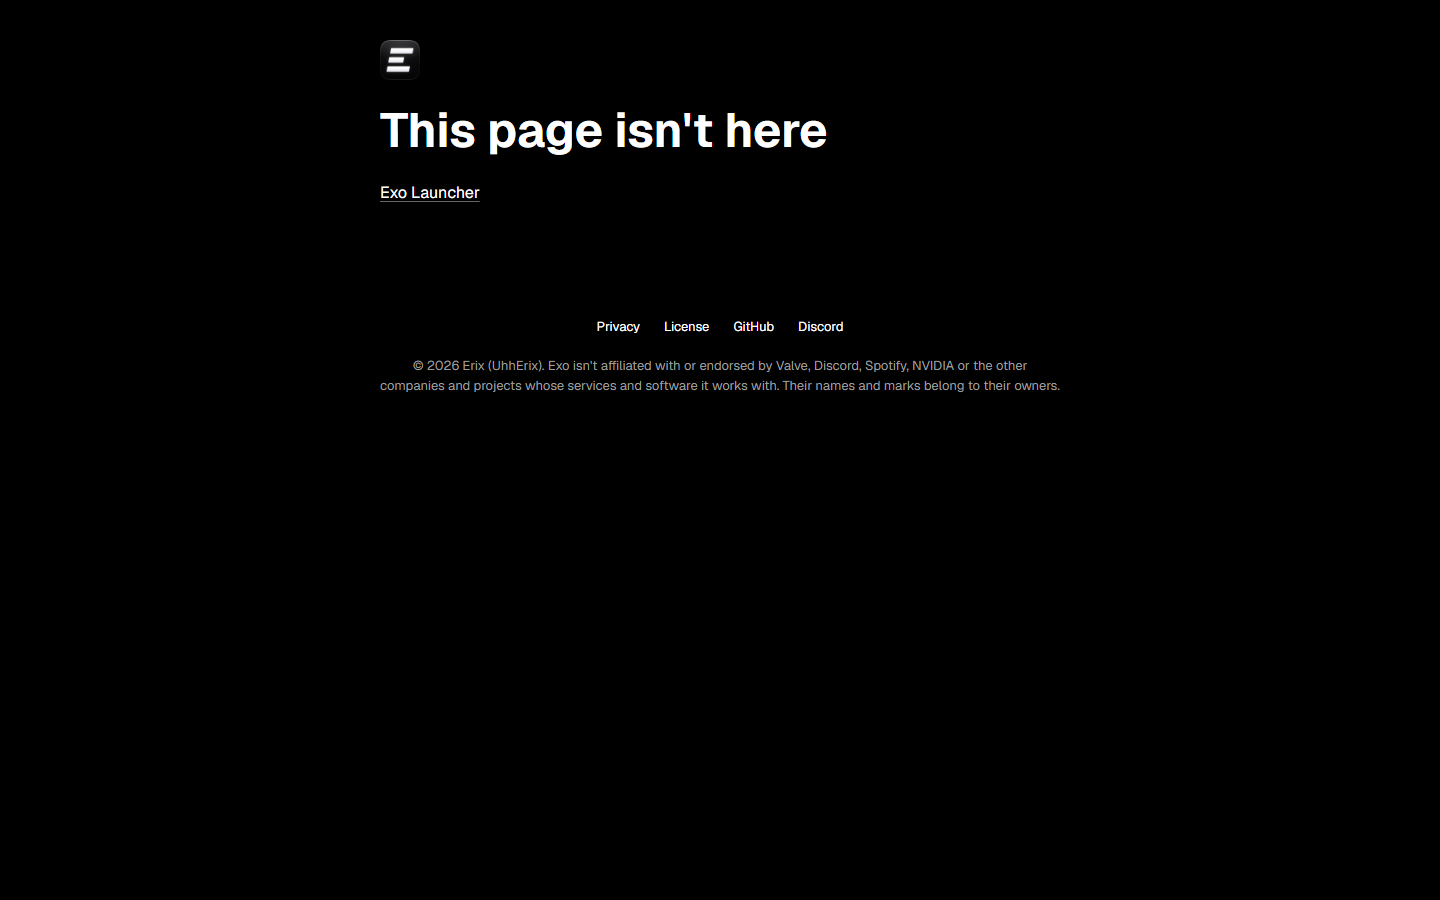 This page isn't here
Exo Launcher
Privacy License GitHub Discord
© 2026 Erix (UhhErix). Exo isn't affiliated with or endorsed by Valve, Discord, Spotify, NVIDIA or the other
companies and projects whose services and software it works with. Their names and marks belong to their owners.